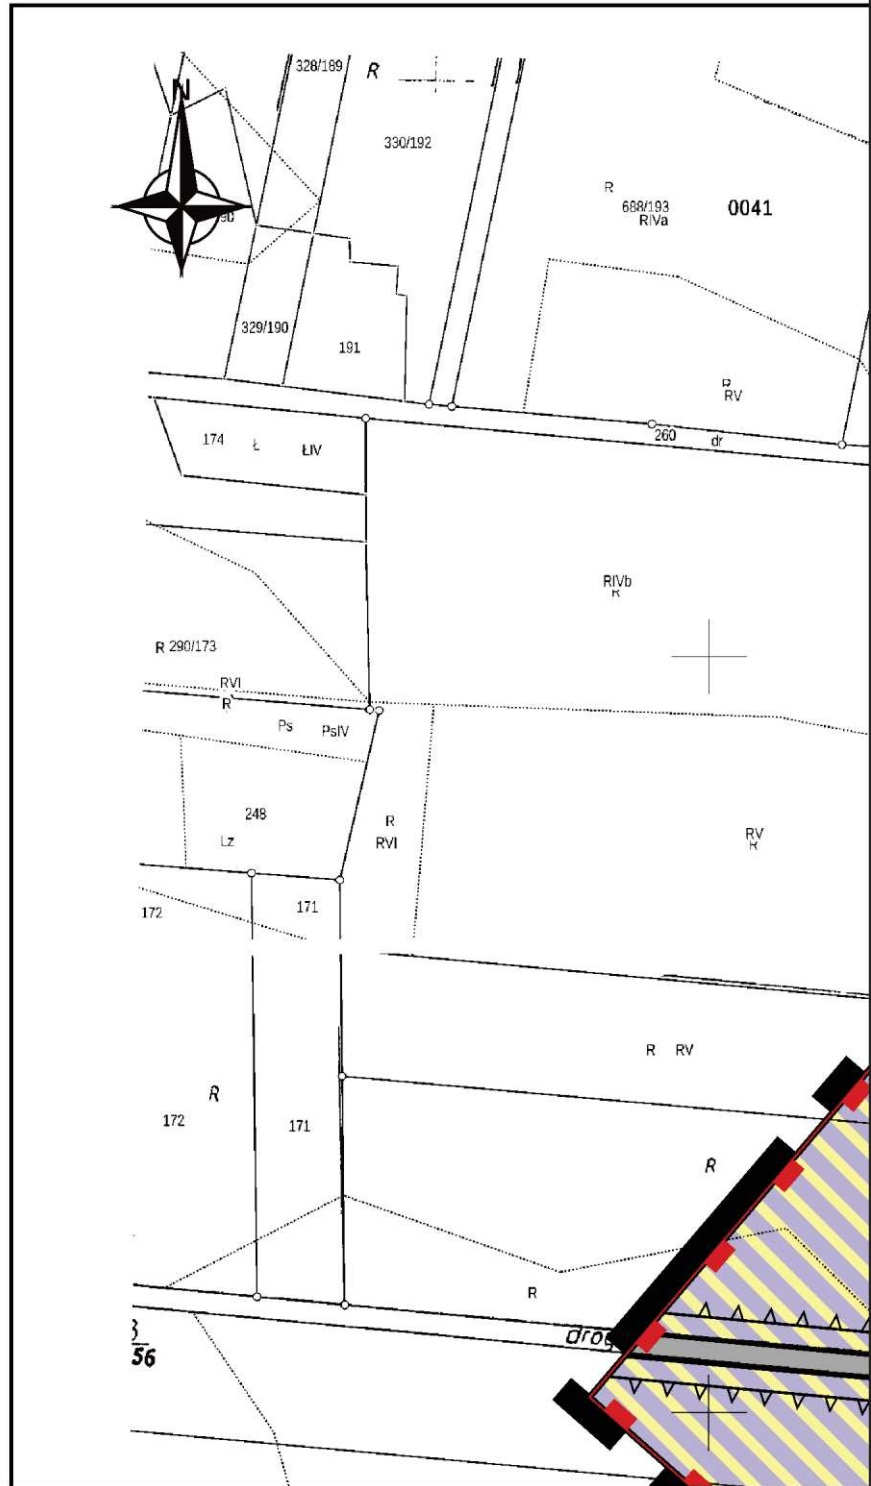 328/189
R
N
330/192
R
688/193
RIVa
0041
329/190
191
R
RV
174
Ł
ŁIV
260
dr
RIVb
R
R 290/173
RVI
R
Ps
PsIV
248
Lz
R
RVI
RV
R
172
171
R
RV
R
172
171
R
R
56